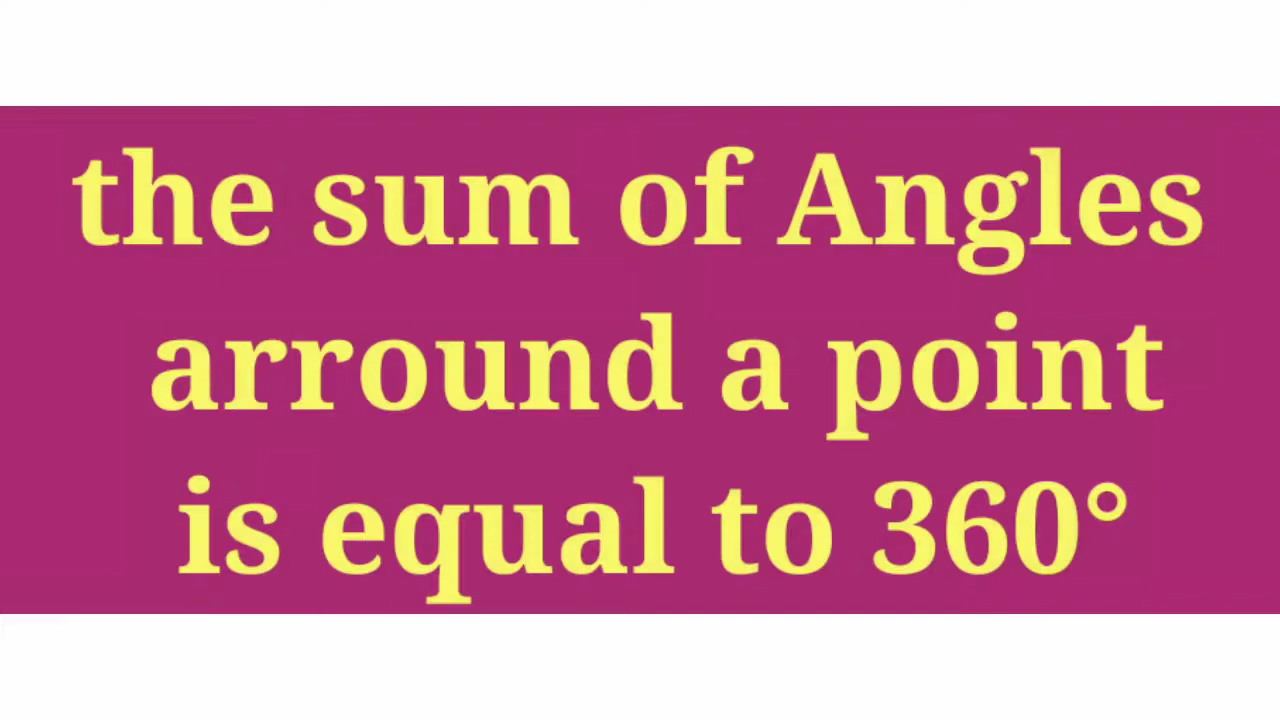 the sum of Angles
arround a point
is equal to 360°